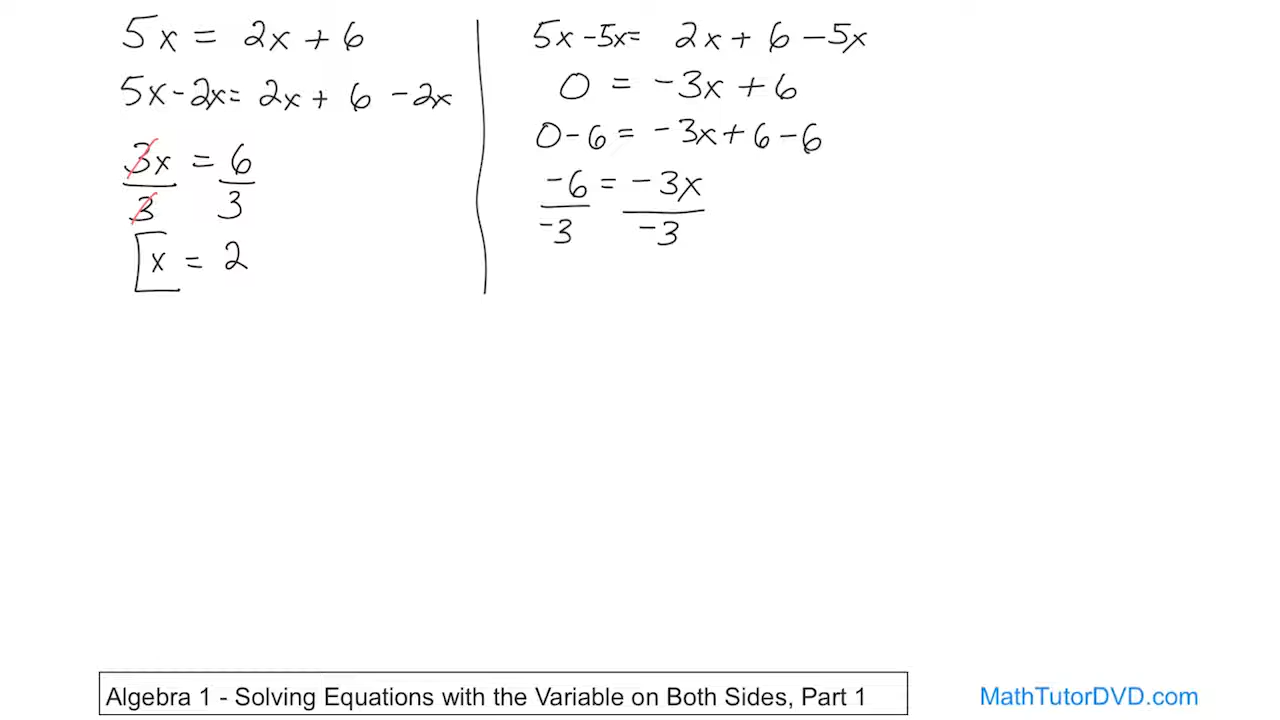 5x = 2x + 6
5x - 2x = 2x + 6 - 2x
3x = 6
3 3
x = 2
5x - 5x = 2x + 6 - 5x
0 = -3x + 6
0 - 6 = -3x + 6 - 6
-6 = -3x
-3 -3
Algebra 1 - Solving Equations with the Variable on Both Sides, Part 1
MathTutorDVD.com